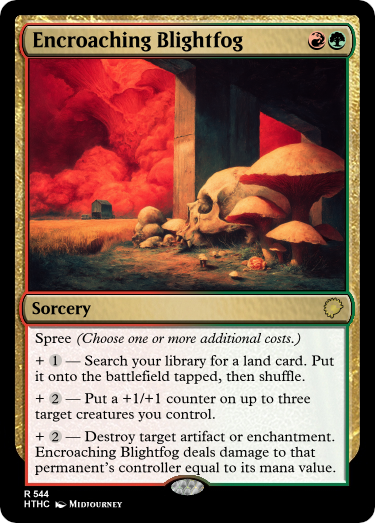 Encroaching Blightfog
Sorcery
Spree (Choose one or more additional costs.)
+ 1 — Search your library for a land card. Put
it onto the battlefield tapped, then shuffle.
+ 2 — Put a +1/+1 counter on up to three
target creatures you control.
+ 2 — Destroy target artifact or enchantment.
Encroaching Blightfog deals damage to that
permanent's controller equal to its mana value.
R 544
HTHC MIDJOURNEY